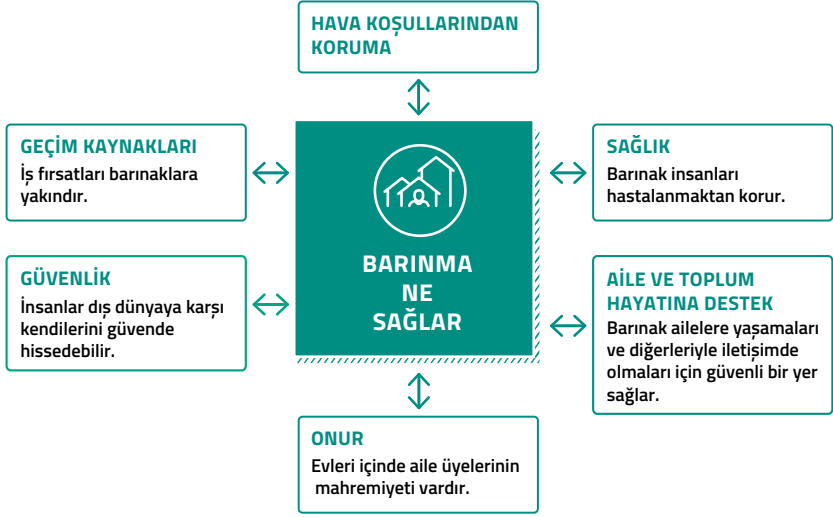 HAVA KOŞULLARINDAN
KORUMA
GEÇİM KAYNAKLARI
İş fırsatları barınaklara
yakındır.
SAĞLIK
Barınak insanları
hastalanmaktan korur.
BARINMA
NE
SAĞLAR
GÜVENLİK
İnsanlar dış dünyaya karşı
kendilerini güvende
hissedebilir.
AİLE VE TOPLUM
HAYATINA DESTEK
Barınak ailelere yaşamaları
ve diğerleriyle iletişimde
olmaları için güvenli bir yer
sağlar.
ONUR
Evleri içinde aile üyelerinin
mahremiyeti vardır.